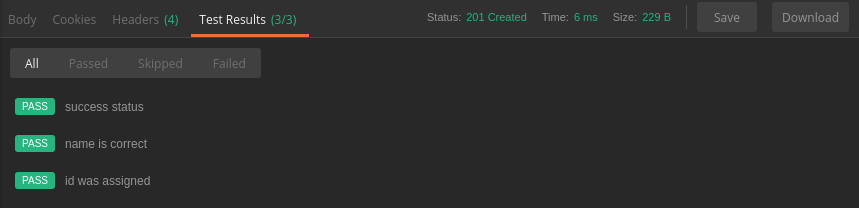 Body Cookies Headers (4) Test Results (3/3) Status: 201 Created Time: 6 ms Size: 229 B Save Download
All Passed Skipped Failed
PASS success status
PASS name is correct
PASS id was assigned